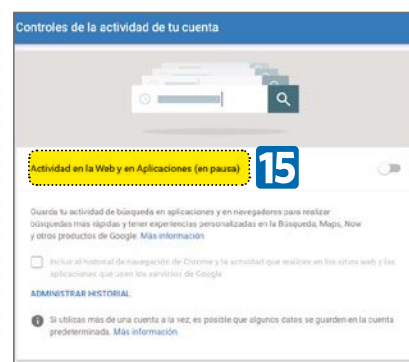 Controles de la actividad de tu cuenta
Actividad en la Web y en Aplicaciones (en pausa)
15
Guarda tu actividad de búsqueda en aplicaciones y en navegadores para realizar
búsquedas más rápidas y tener experiencias personalizadas en la Búsqueda, Maps, Now
y otros productos de Google. Más información
Incluir el historial de navegación de Chrome y la actividad que realices en los sitios web y las
aplicaciones que usen los servicios de Google
ADMINISTRAR HISTORIAL
Si utilizas más de una cuenta a la vez, es posible que algunos datos se guarden en la cuenta
predeterminada. Más información